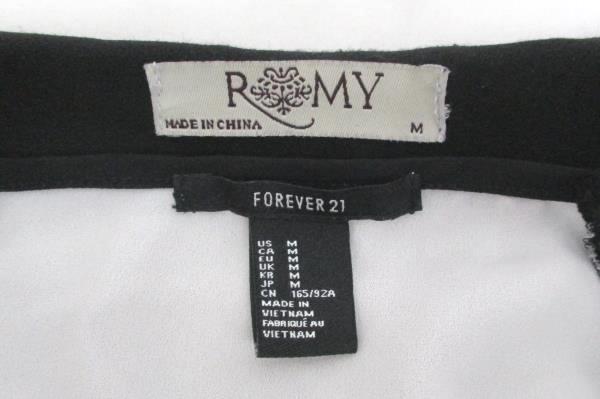 ROMY
MADE IN CHINA M
FOREVER 21
US M
CA M
EU M
UK M
KR M
JP M
CN 165/92A
MADE IN
VIETNAM
FABRIQUÉ AU
VIETNAM